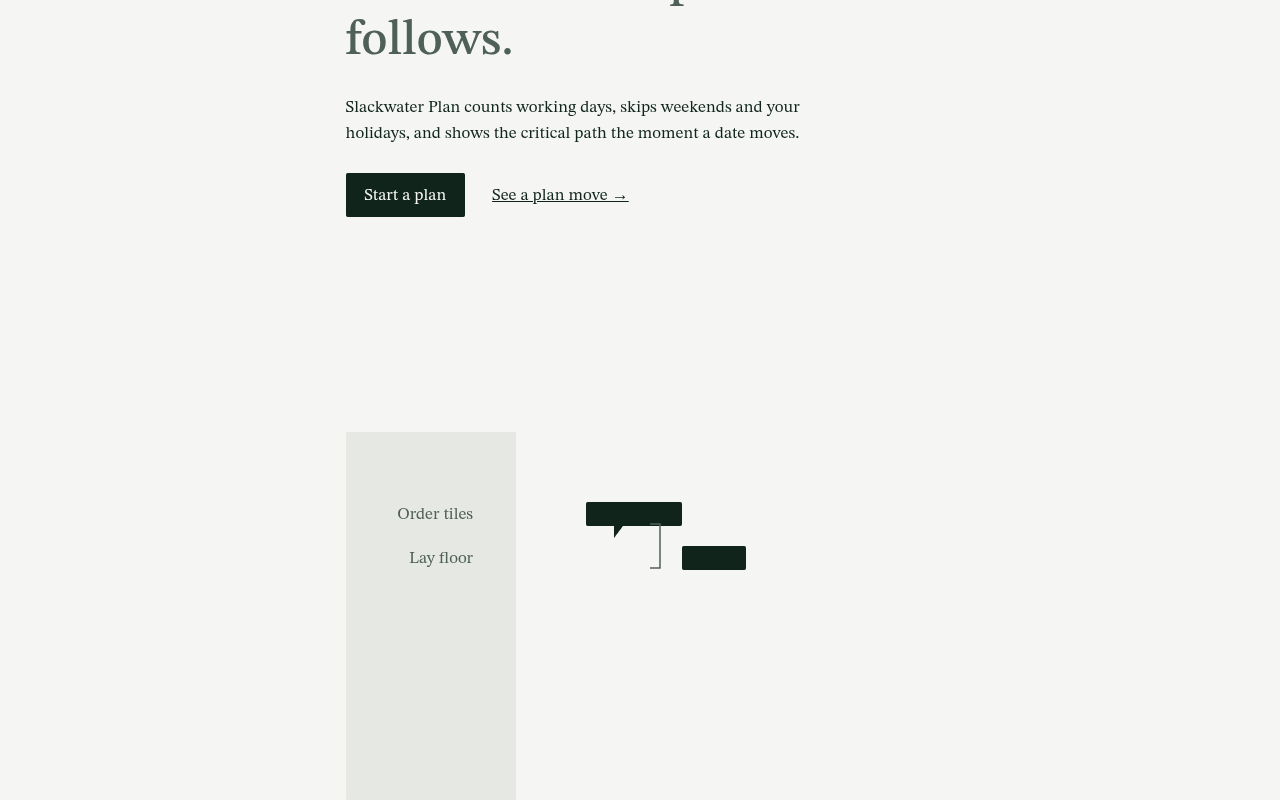 follows.
Slackwater Plan counts working days, skips weekends and your
holidays, and shows the critical path the moment a date moves.
Start a plan
See a plan move →
Order tiles
Lay floor